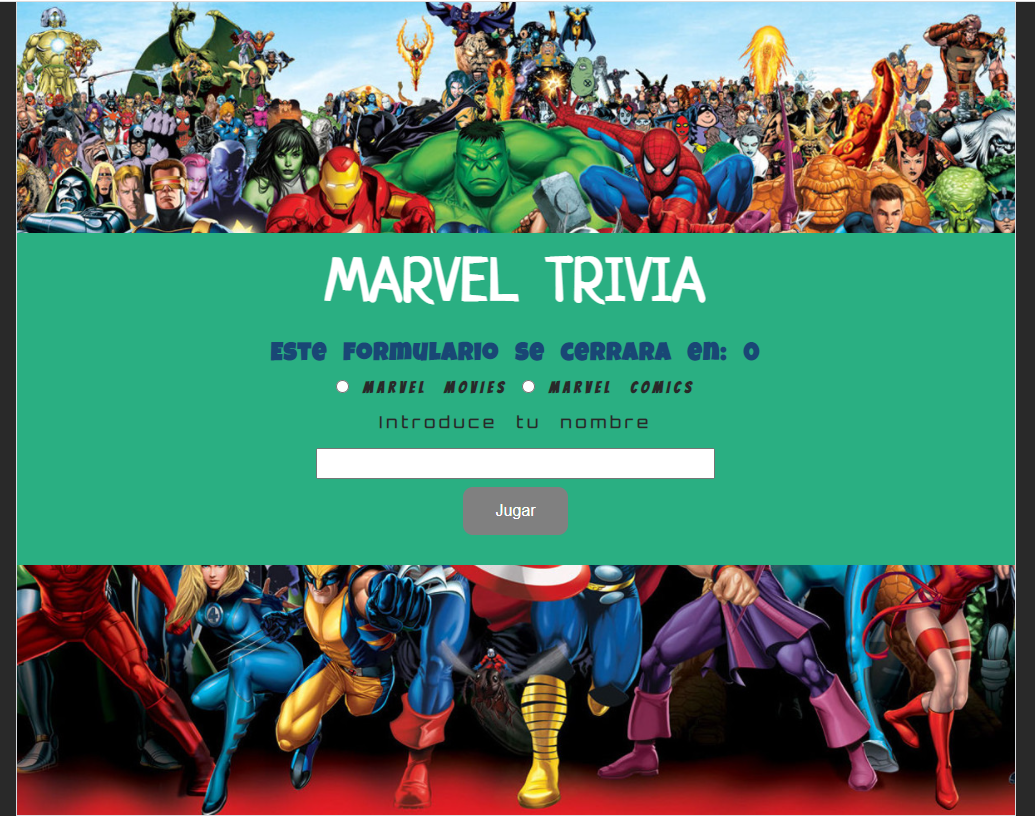 MARVEL TRIVIA
Este formulario se cerrara en: 0
MARVEL MOVIES MARVEL COMICS
Introduce tu nombre
Jugar